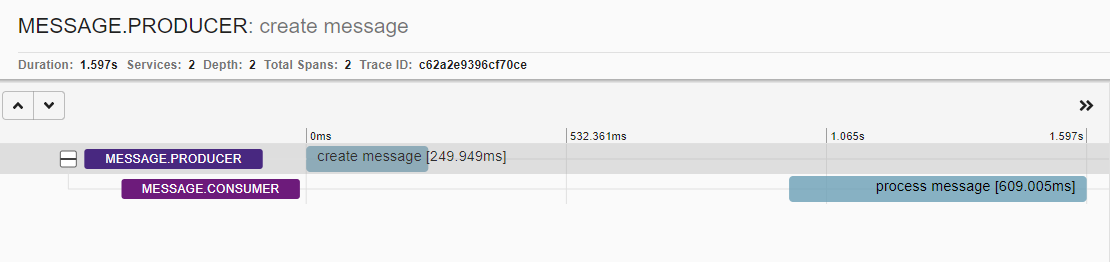 MESSAGE.PRODUCER: create message
Duration: 1.597s Services: 2 Depth: 2 Total Spans: 2 Trace ID: c62a2e9396cf70ce
0ms 532.361ms 1.065s 1.597s
MESSAGE.PRODUCER create message [249.949ms]
MESSAGE.CONSUMER process message [609.005ms]